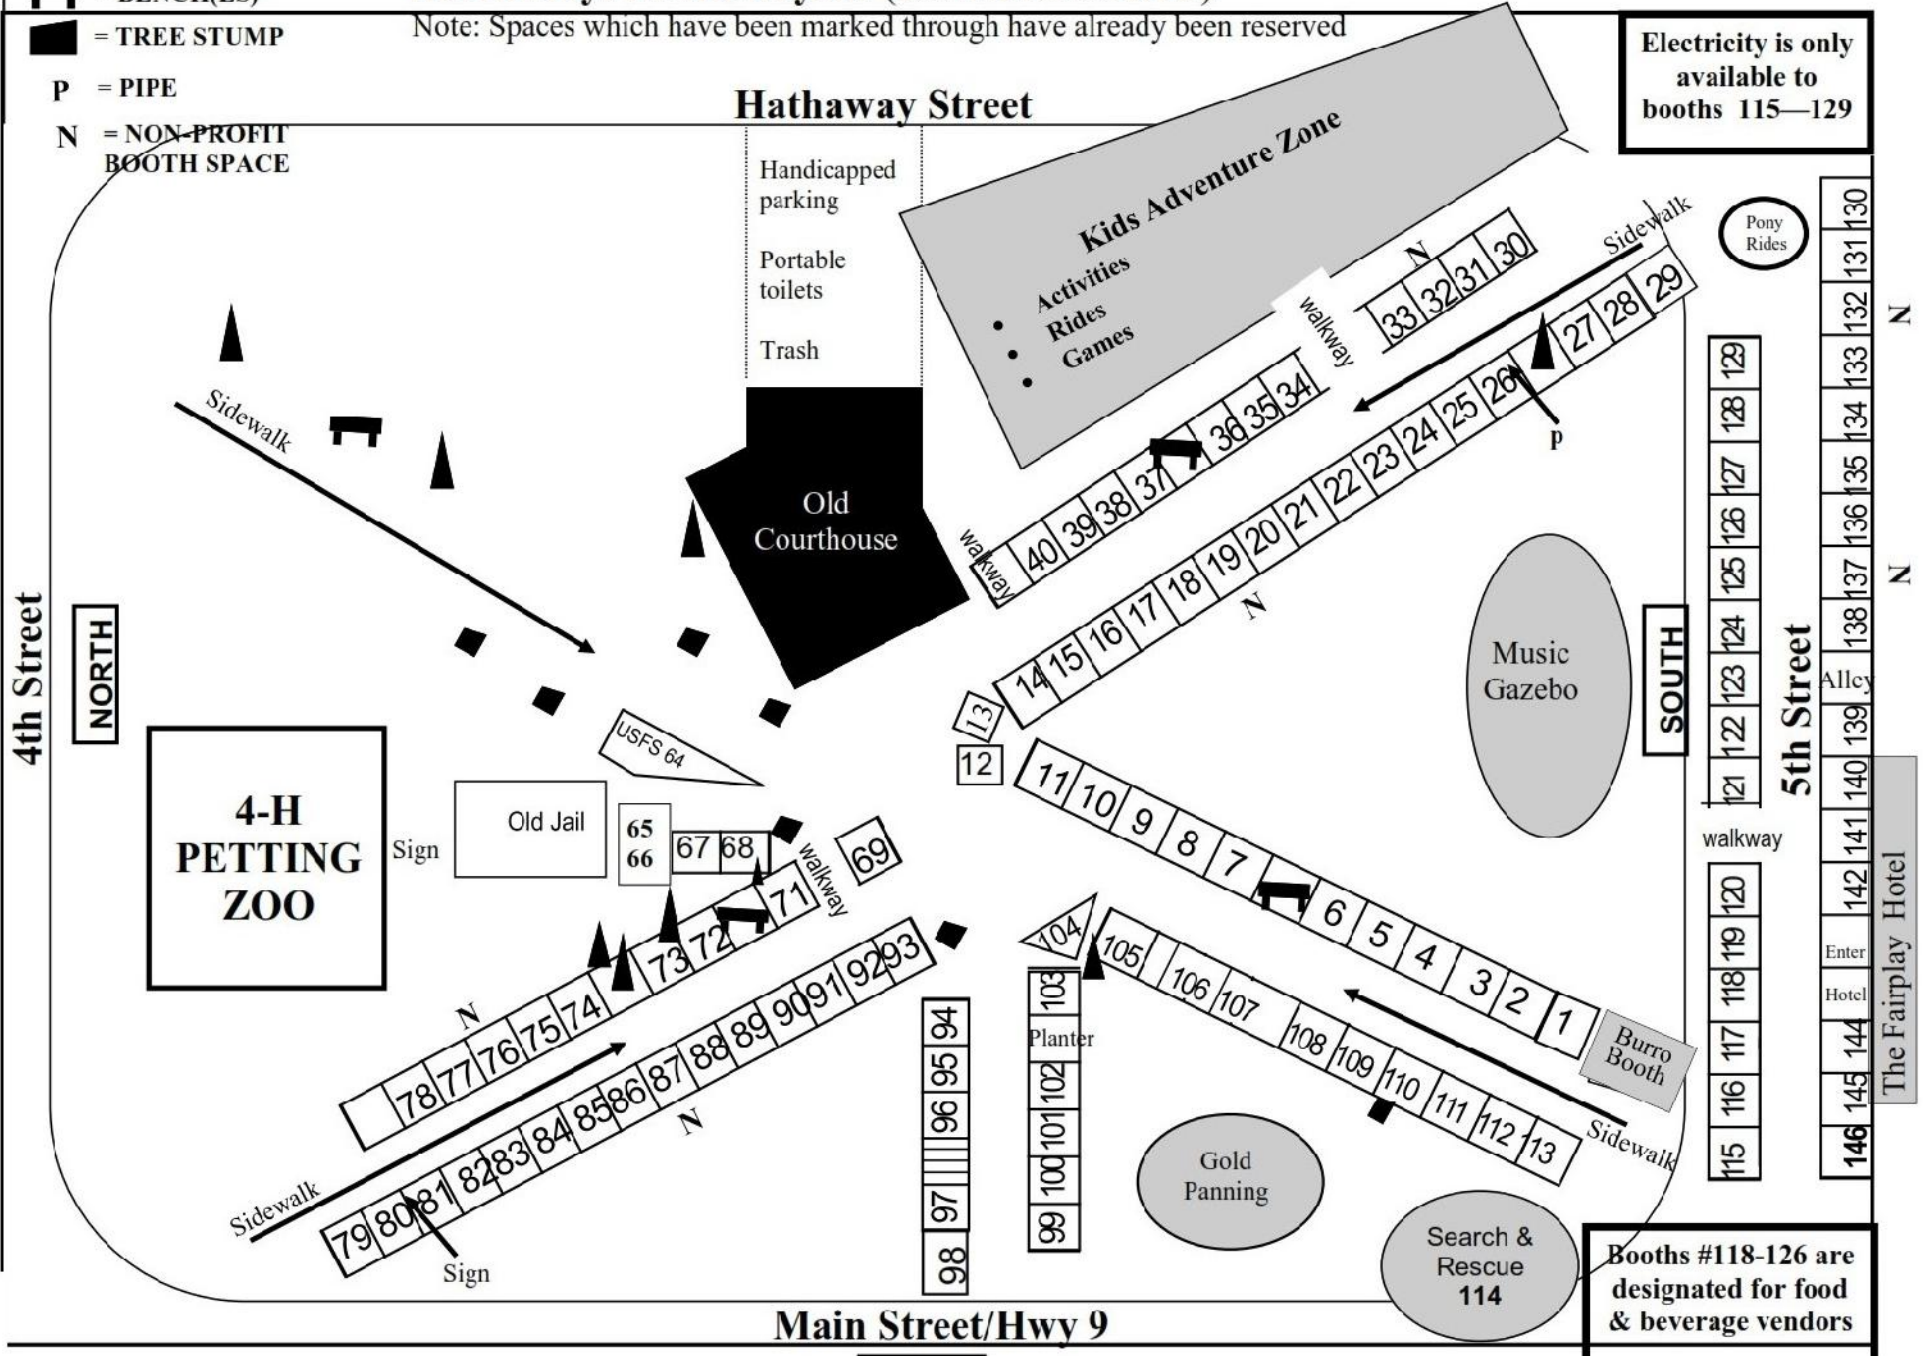 = TREE STUMP
Note: Spaces which have been marked through have already been reserved
P = PIPE
N = NON-PROFIT
BOOTH SPACE
Electricity is only
available to
booths 115—129
Hathaway Street
Handicapped
parking
Portable
toilets
Trash
Kids Adventure Zone
• Activities
• Rides
• Games
walkway
N
33 32 31 30
Sidewalk
Pony
Rides
130
131
132
N
133
134
135
136
137
N
138
Alley
139
140
141
142
Enter
Hotel
144
145
146
The Fairplay Hotel
129
128
127
126
125
124
123
122
121
walkway
120
119
118
117
116
115
5th Street
SOUTH
Sidewalk
Old
Courthouse
walkway
40 39 38 37 36 35 34
14 15 16 17 18 19 20 21 22 23 24 25 26 27 28 29
p
N
Music
Gazebo
4th Street
NORTH
13
12
11 10 9 8 7 6 5 4 3 2 1
Burro
Booth
USFS 64
4-H
PETTING
ZOO
Sign
Old Jail
65
66
67 68
walkway
69
71
72
73
74
75
76
77
78
N
79 80 81 82 83 84 85 86 87 88 89 90 91 92 93
N
Sidewalk
Sign
94
95
96
97
98
104
103
Planter
102
101
100
99
105 106 107 108 109 110 111 112 113
Sidewalk
Gold
Panning
Search &
Rescue
114
Booths #118-126 are
designated for food
& beverage vendors
Main Street/Hwy 9